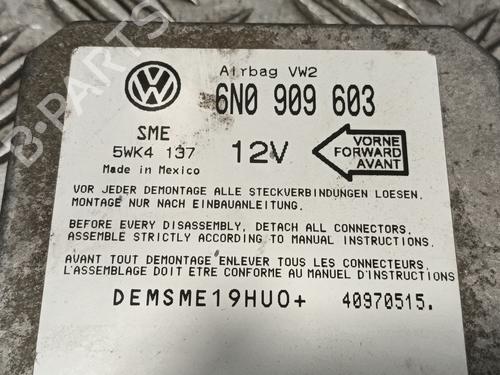 B-PARTS
Airbag VW2
6N0 909 603
SME
5WK4 137
Made in Mexico
12V
VORNE
FORWARD
AVANT
VOR JEDER DEMONTAGE ALLE STECKVERBINDUNGEN LOESEN.
MONTAGE NUR NACH EINBAUANLEITUNG.
BEFORE EVERY DISASSEMBLY, DETACH ALL CONNECTORS.
ASSEMBLE STRICTLY ACCORDING TO MANUAL INSTRUCTIONS.
AVANT TOUT DEMONTAGE ENLEVER TOUS LES CONNECTEURS.
L'ASSEMBLAGE DOIT ETRE CONFORME AU MANUEL D'INSTRUCTIONS
DEMSME19HU0+ 40970515.